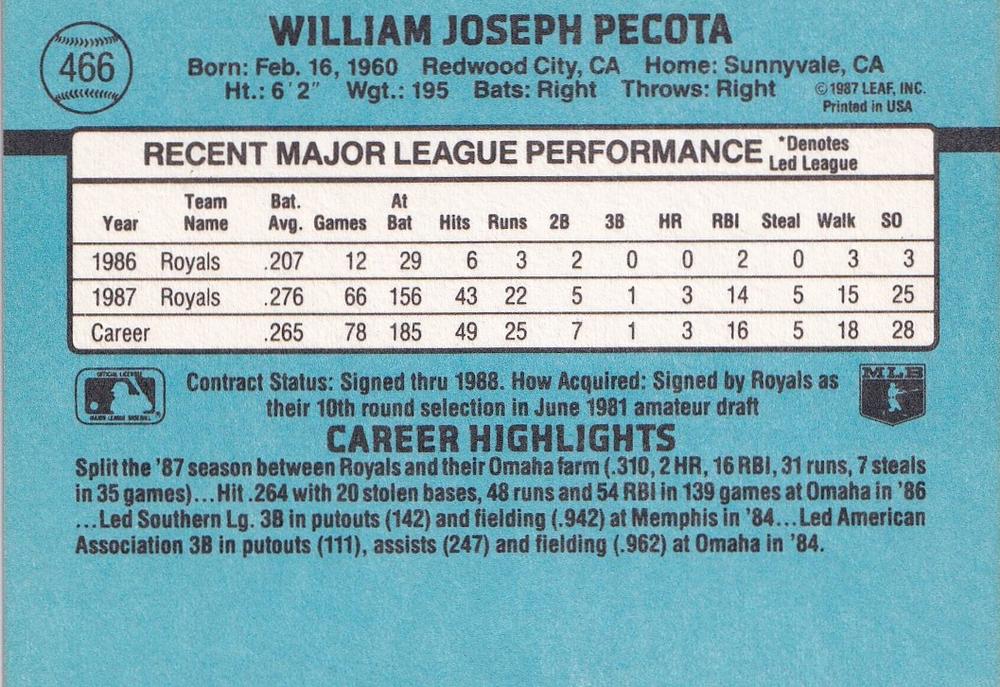 WILLIAM JOSEPH PECOTA
466
Born: Feb. 16, 1960 Redwood City, CA Home: Sunnyvale, CA
Ht.: 6'2" Wgt.: 195 Bats: Right Throws: Right ©1987 LEAF, INC.
Printed in USA
RECENT MAJOR LEAGUE PERFORMANCE *Denotes
Led League
Year Team Name Bat. Avg. Games At Bat Hits Runs 2B 3B HR RBI Steal Walk SO
1986 Royals .207 12 29 6 3 2 0 0 2 0 3 3
1987 Royals .276 66 156 43 22 5 1 3 14 5 15 25
Career .265 78 185 49 25 7 1 3 16 5 18 28
OFFICIAL LICENSEE
MAJOR LEAGUE BASEBALL
Contract Status: Signed thru 1988. How Acquired: Signed by Royals as
their 10th round selection in June 1981 amateur draft
MLB
CAREER HIGHLIGHTS
Split the '87 season between Royals and their Omaha farm (.310, 2 HR, 16 RBI, 31 runs, 7 steals
in 35 games)...Hit .264 with 20 stolen bases, 48 runs and 54 RBI in 139 games at Omaha in '86
...Led Southern Lg. 3B in putouts (142) and fielding (.942) at Memphis in '84...Led American
Association 3B in putouts (111), assists (247) and fielding (.962) at Omaha in '84.